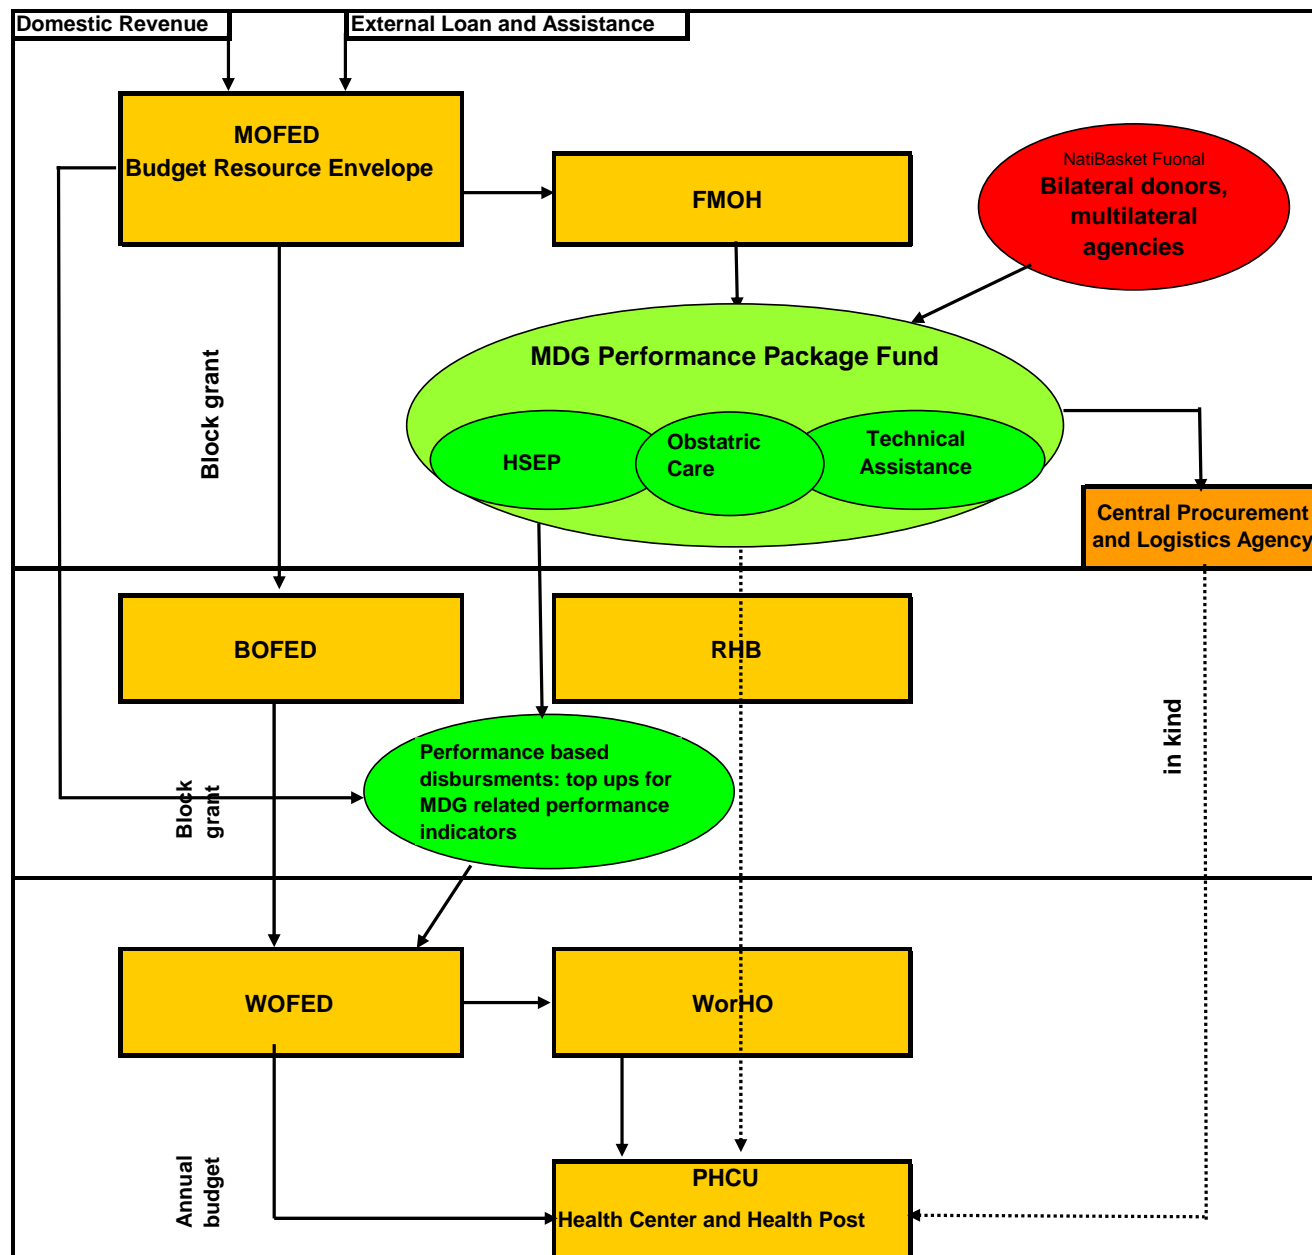 Domestic Revenue
External Loan and Assistance
MOFED
Budget Resource Envelope
FMOH
NatiBasket Fuonal
Bilateral donors,
multilateral
agencies
MDG Performance Package Fund
HSEP
Obstatric
Care
Technical
Assistance
Block grant
Central Procurement
and Logistics Agency
BOFED
RHB
in kind
Performance based
disbursments: top ups for
MDG related performance
indicators
Block
grant
WOFED
WorHO
Annual
budget
PHCU
Health Center and Health Post